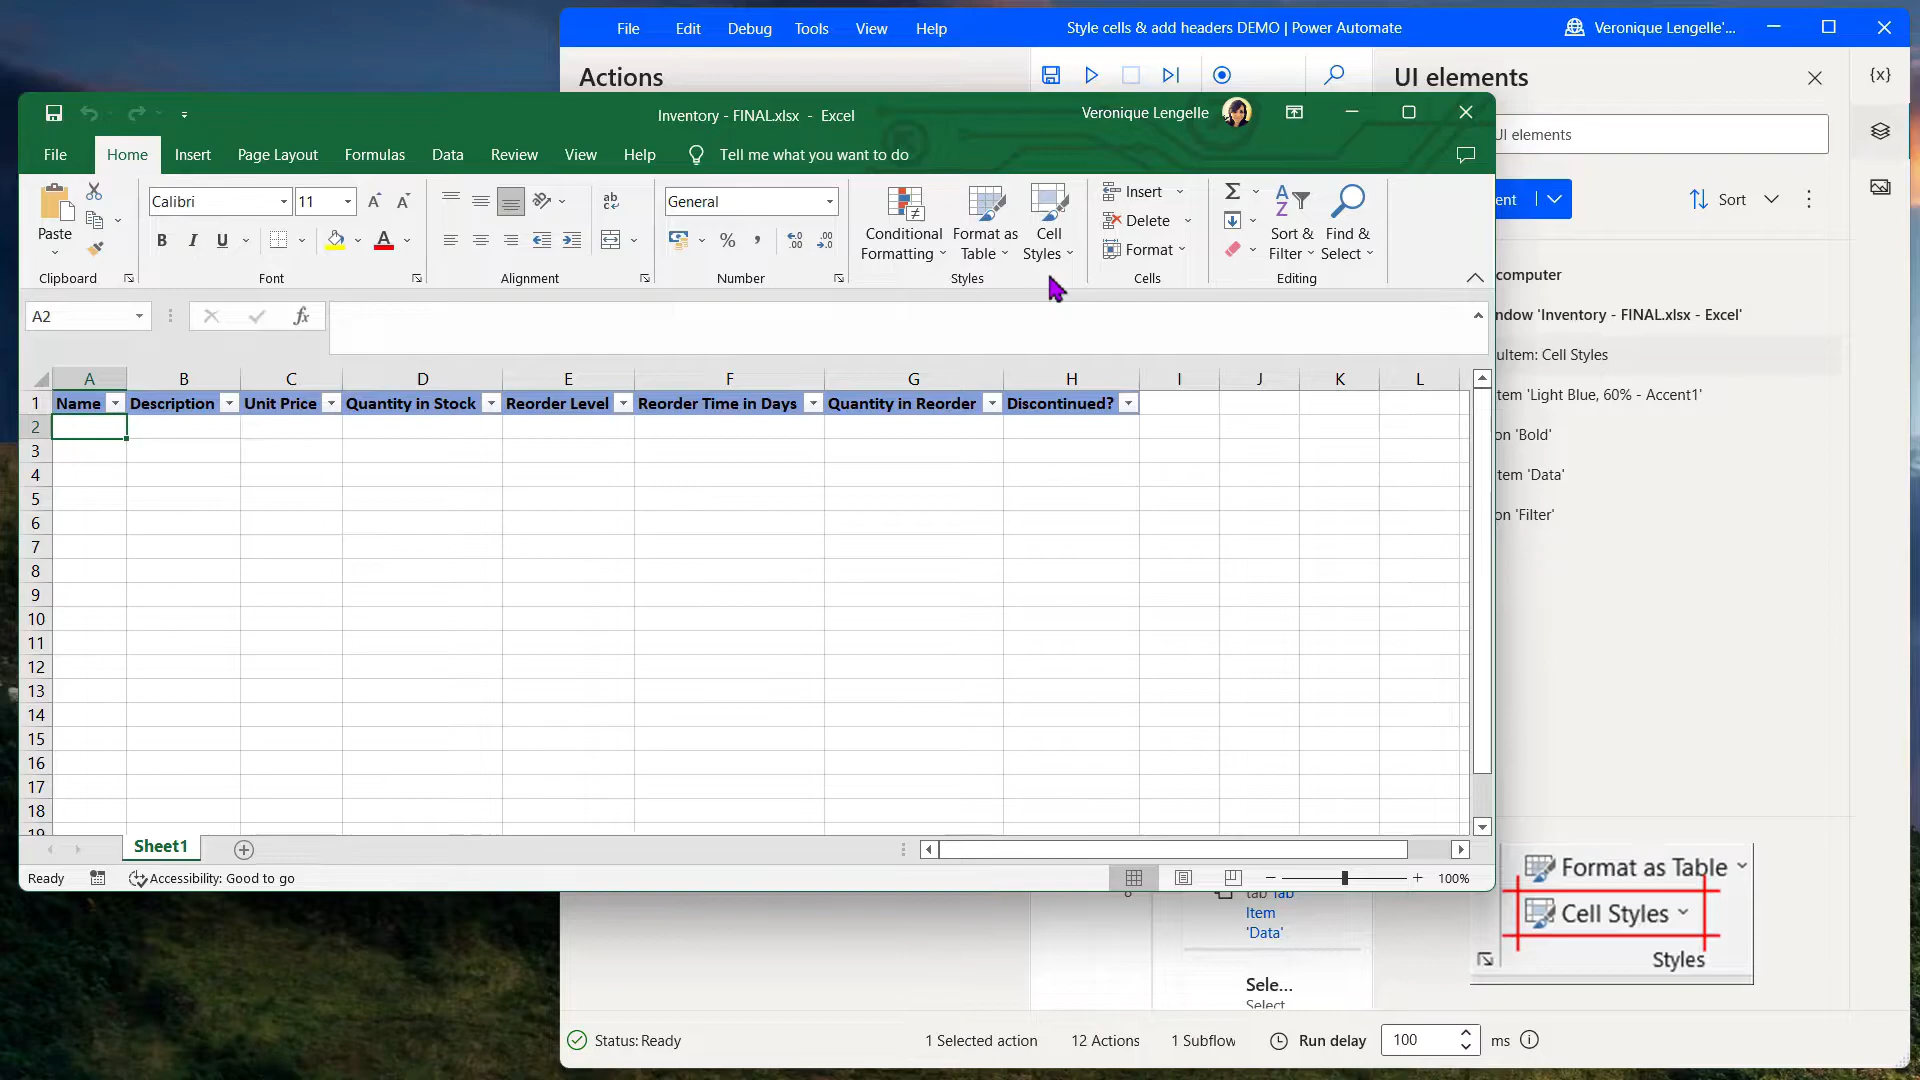 File Edit Debug Tools View Help Style cells & add headers DEMO | Power Automate Veronique Lengelle'...
Actions
UI elements
{x}
Inventory - FINAL.xlsx - Excel
Veronique Lengelle
UI elements
File Home Insert Page Layout Formulas Data Review View Help Tell me what you want to do
Paste
Clipboard
Calibri 11
B I U A
Font
ab
Alignment
General
% ,
Number
Conditional Formatting
Format as Table
Cell Styles
Styles
Insert
Delete
Format
Cells
Sort & Filter
Find & Select
Editing
ent
Sort
computer
A2
fx
ndow 'Inventory - FINAL.xlsx - Excel'
uItem: Cell Styles
tem 'Light Blue, 60% - Accent1'
on 'Bold'
tem 'Data'
on 'Filter'
A B C D E F G H I J K L
1 Name Description Unit Price Quantity in Stock Reorder Level Reorder Time in Days Quantity in Reorder Discontinued?
2
3
4
5
6
7
8
9
10
11
12
13
14
15
16
17
18
19
Sheet1
Ready Accessibility: Good to go 100%
tab Tab
Item
'Data'
Sele...
Select
Format as Table
Cell Styles
Styles
Status: Ready 1 Selected action 12 Actions 1 Subflow Run delay 100 ms